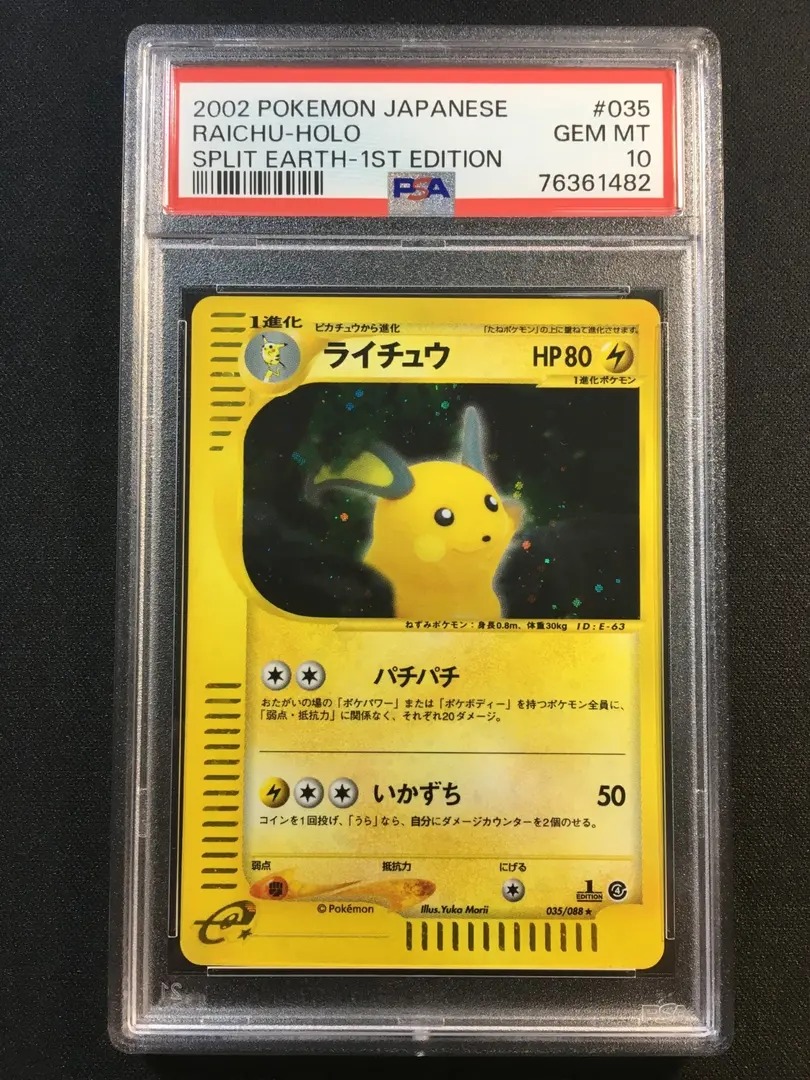 2002 POKEMON JAPANESE #035
RAICHU-HOLO GEM MT
SPLIT EARTH-1ST EDITION 10
PSA 76361482
1進化 ピカチュウから進化 「たねポケモン」の上に重ねて進化させます。
ライチュウ HP80
1進化ポケモン
ねずみポケモン：身長0.8m、体重30kg ID:E-63
パチパチ
おたがいの場の「ポケパワー」または「ポケボディー」を持つポケモン全員に、
「弱点・抵抗力」に関係なく、それぞれ20ダメージ。
いかずち 50
コインを1回投げ、「うら」なら、自分にダメージカウンターを2個のせる。
弱点 抵抗力 にげる
1 EDITION
©Pokémon Illus.Yuka Morii 035/088★
e
PSA